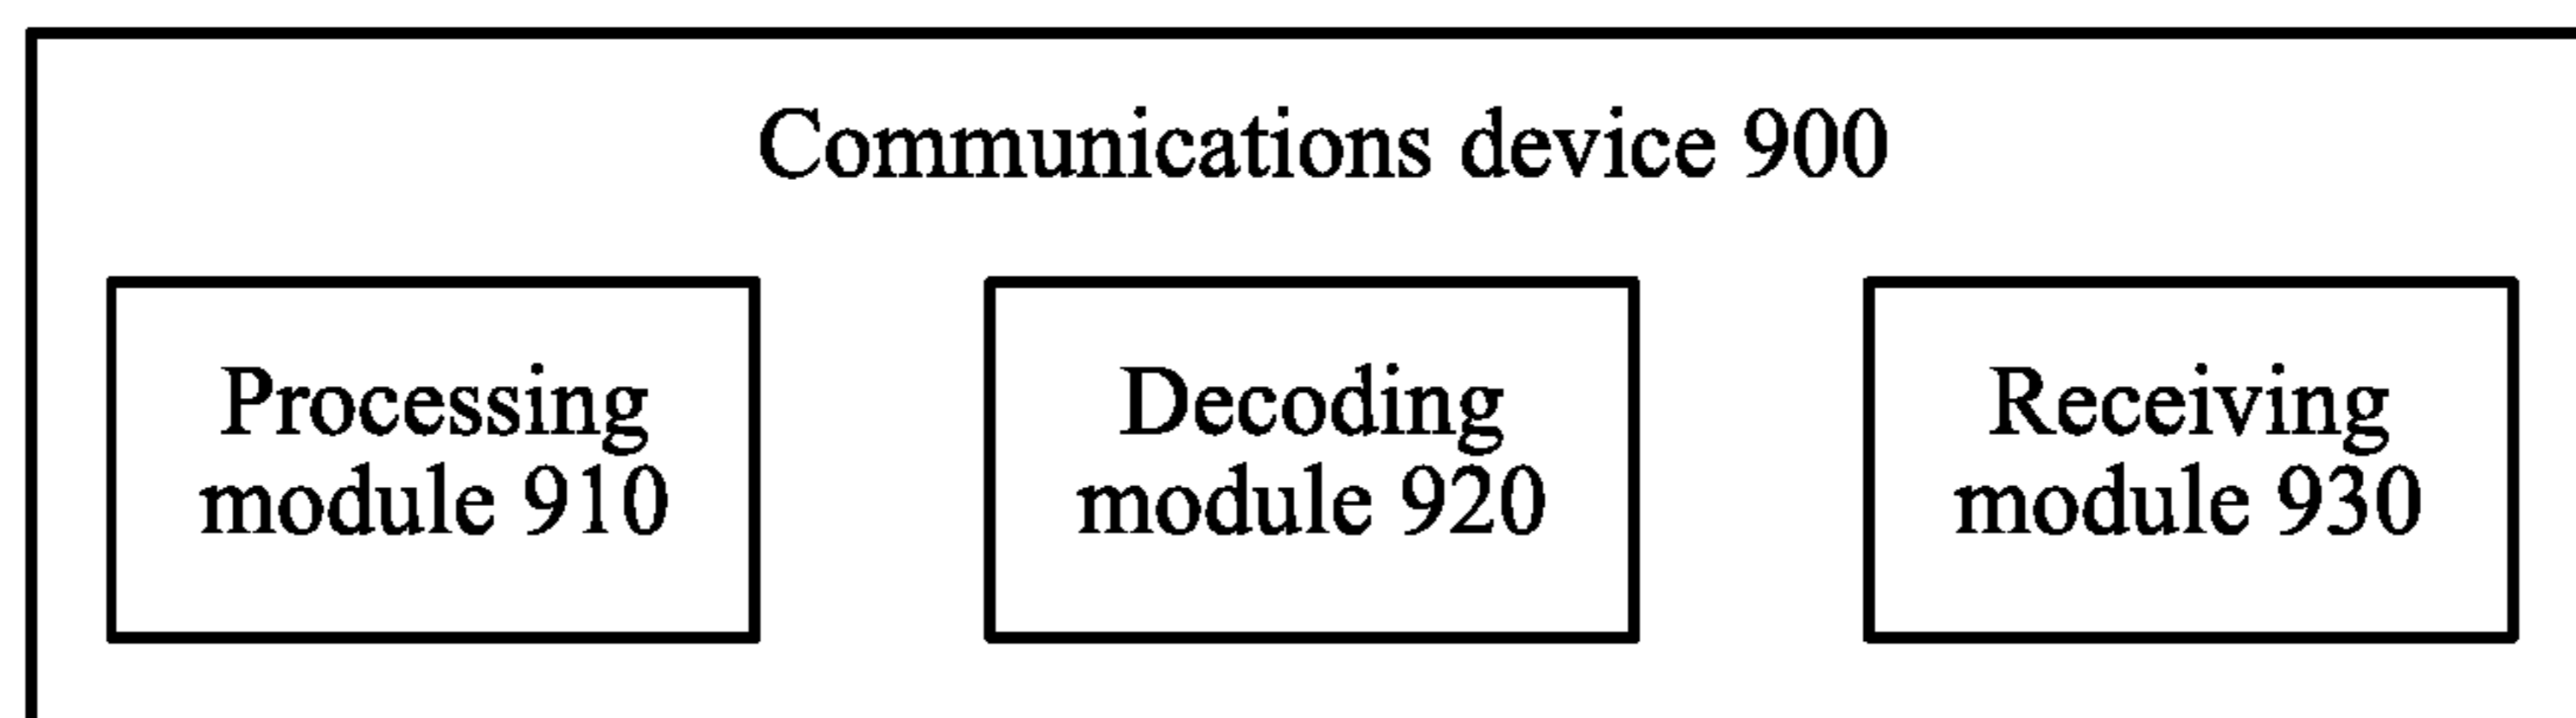 Communications device 900
Processing
module 910
Decoding
module 920
Receiving
module 930